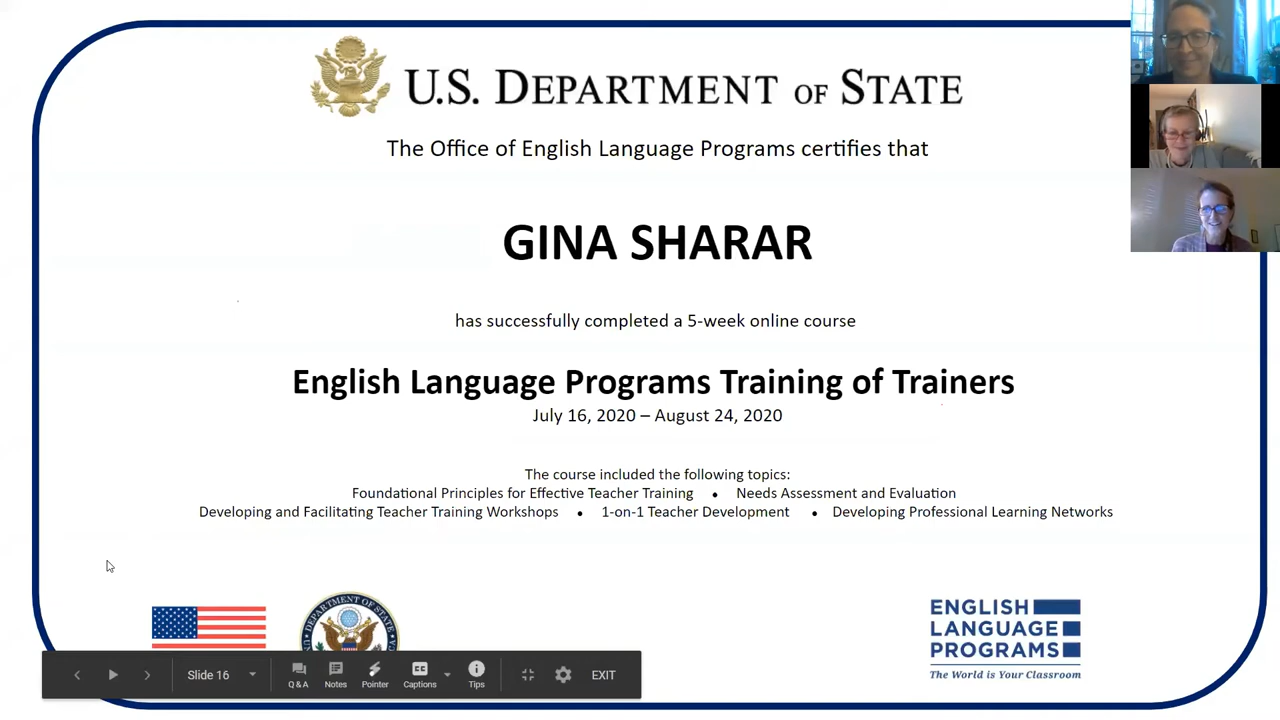 U.S. DEPARTMENT OF STATE
The Office of English Language Programs certifies that
GINA SHARAR
has successfully completed a 5-week online course
English Language Programs Training of Trainers
July 16, 2020 – August 24, 2020
The course included the following topics:
Foundational Principles for Effective Teacher Training • Needs Assessment and Evaluation
Developing and Facilitating Teacher Training Workshops • 1-on-1 Teacher Development • Developing Professional Learning Networks
DEPARTMENT OF STATE
ENGLISH
LANGUAGE
PROGRAMS
The World is Your Classroom
Slide 16
Q & A
Notes
Pointer
Captions
Tips
EXIT